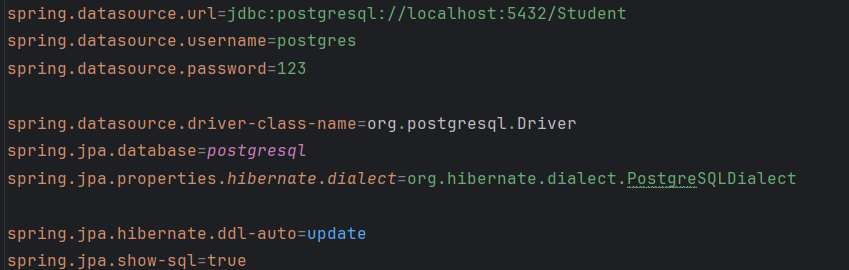 spring.datasource.url=jdbc:postgresql://localhost:5432/Student
spring.datasource.username=postgres
spring.datasource.password=123
spring.datasource.driver-class-name=org.postgresql.Driver
spring.jpa.database=postgresql
spring.jpa.properties.hibernate.dialect=org.hibernate.dialect.PostgreSQLDialect
spring.jpa.hibernate.ddl-auto=update
spring.jpa.show-sql=true